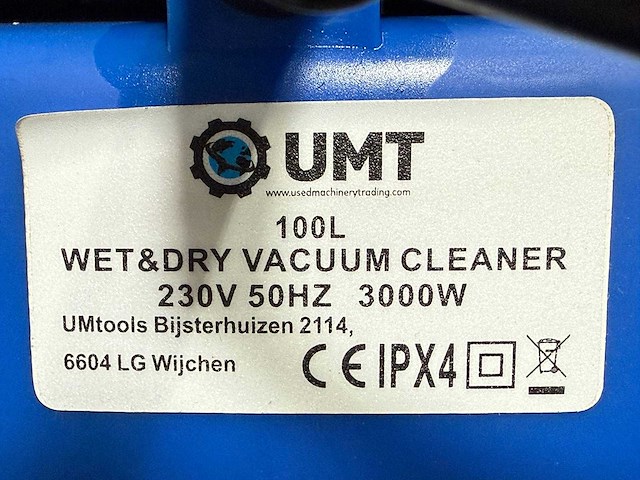 UMT
www.usedmachinerytrading.com
100L
WET&DRY VACUUM CLEANER
230V 50HZ 3000W
UMtools Bijsterhuizen 2114,
6604 LG Wijchen
CE IPX4